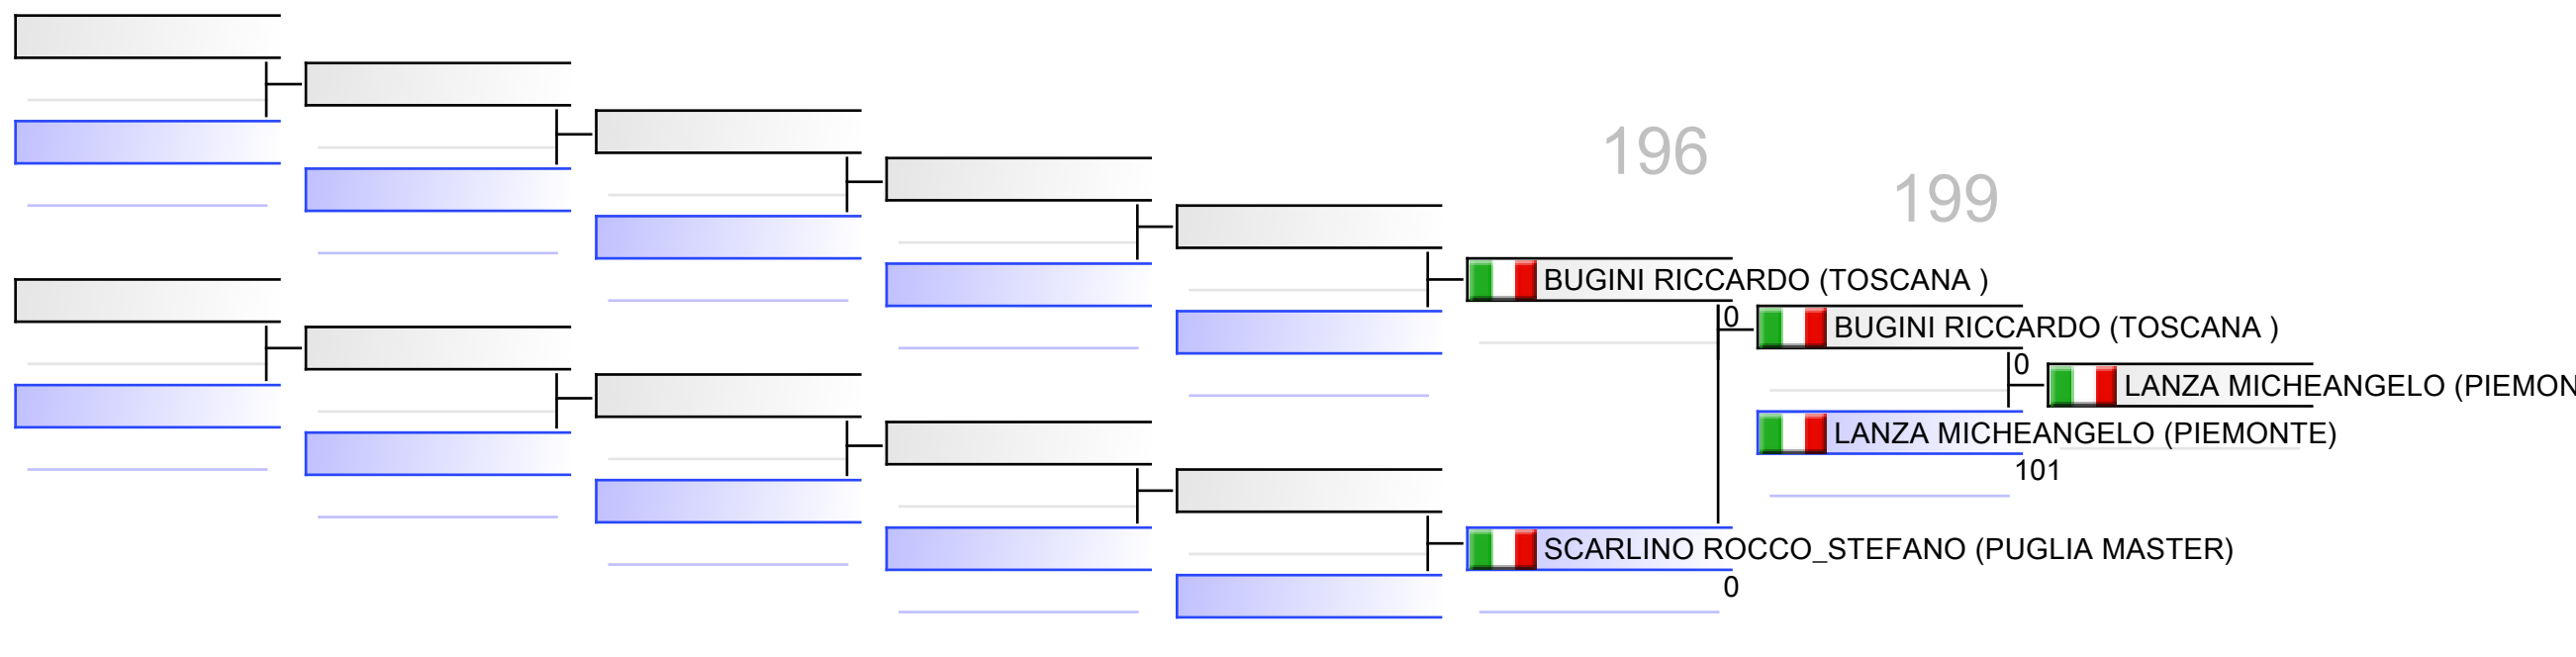 196
199
BUGINI RICCARDO (TOSCANA )
0
BUGINI RICCARDO (TOSCANA )
0
LANZA MICHEANGELO (PIEMON
LANZA MICHEANGELO (PIEMONTE)
101
SCARLINO ROCCO_STEFANO (PUGLIA MASTER)
0